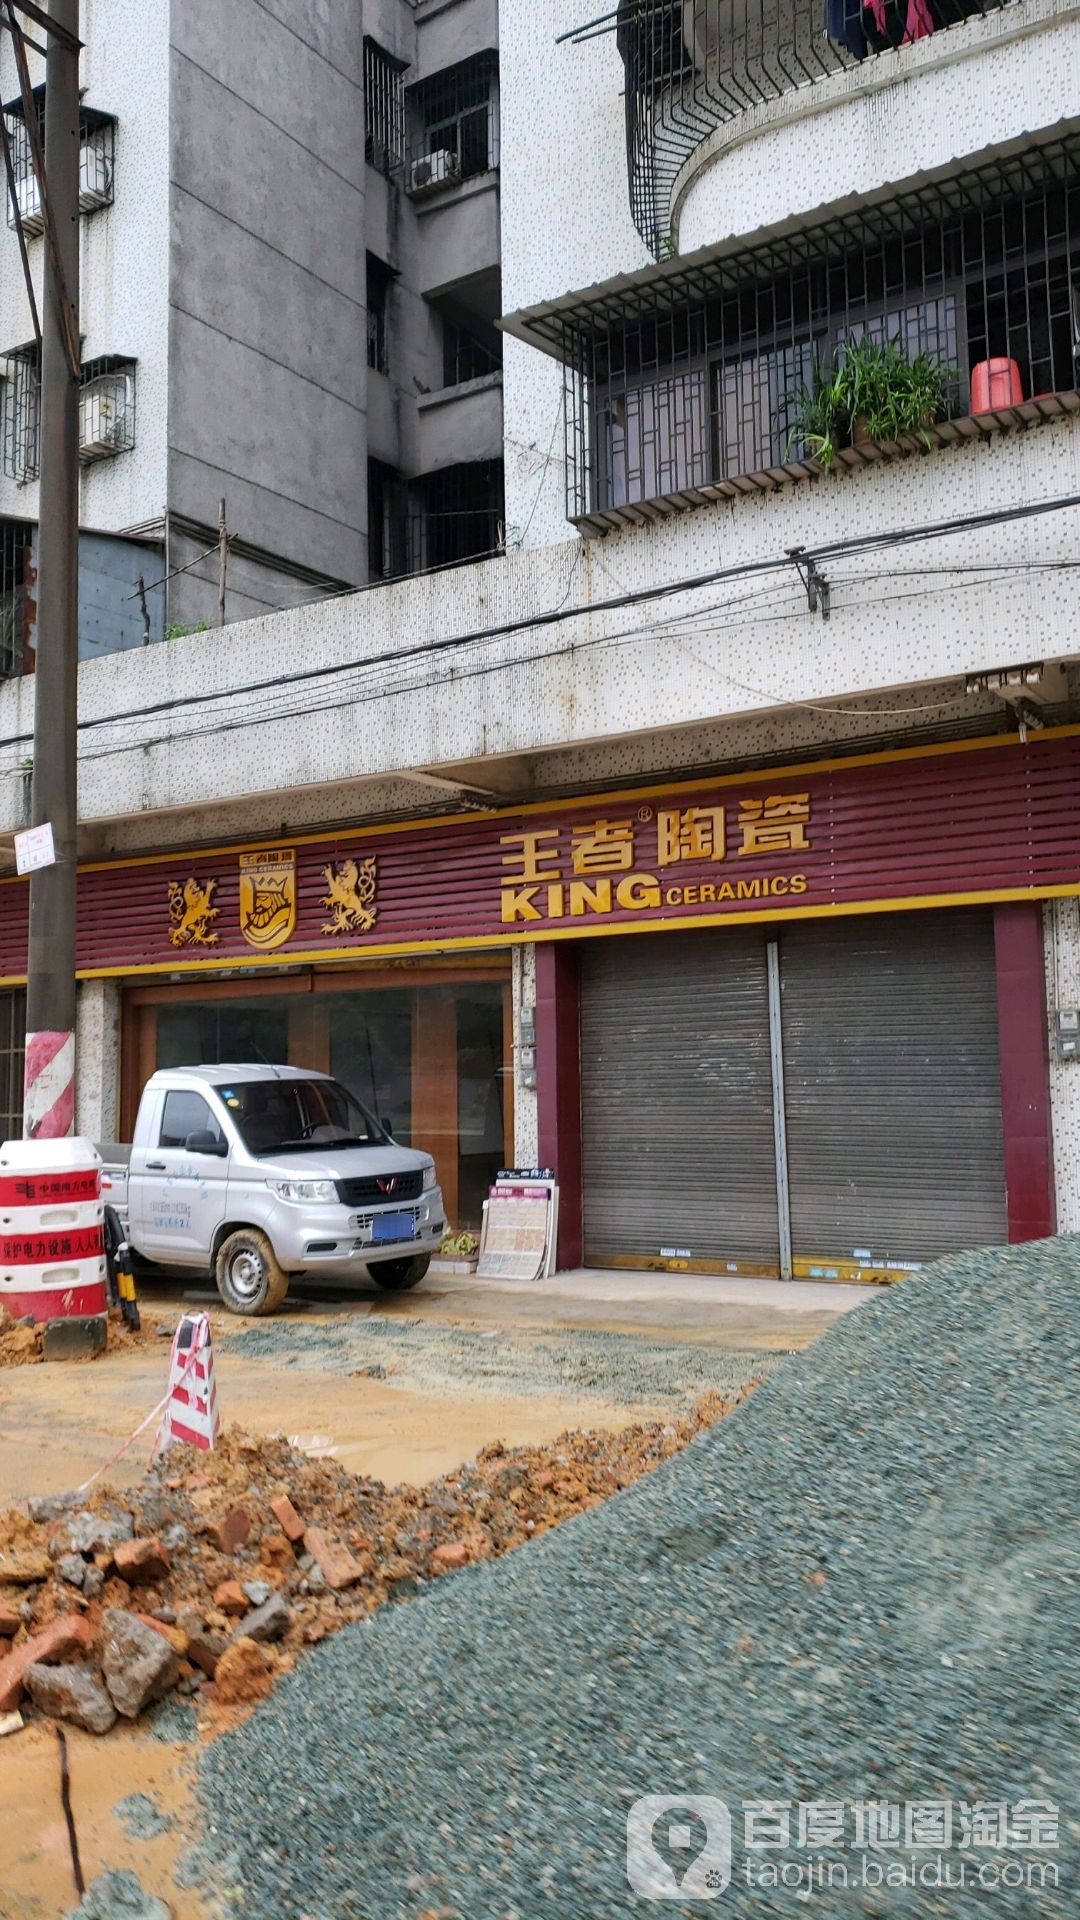 王者陶瓷
KING CERAMICS
王者®陶瓷
KING CERAMICS
中国南方电网
保护电力设施 人人有
百度地图淘金
taojin.baidu.com